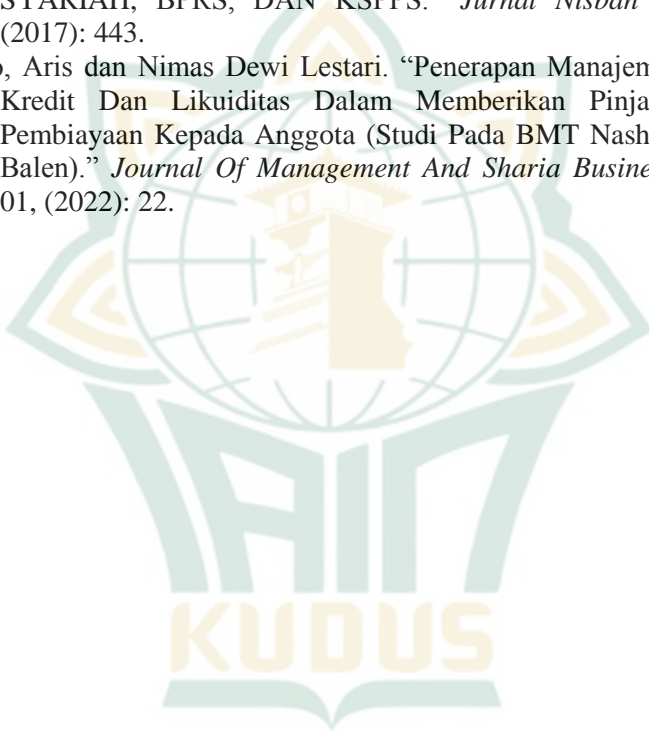 SYARIAH, BPRS, DAN KSPPS." Jurnal Nisbah
(2017): 443.
Aris dan Nimas Dewi Lestari. "Penerapan Manajem
Kredit Dan Likuiditas Dalam Memberikan Pinja
Pembiayaan Kepada Anggota (Studi Pada BMT Nash
Balen)." Journal Of Management And Sharia Busine
01, (2022): 22.
IAIN
KUDUS